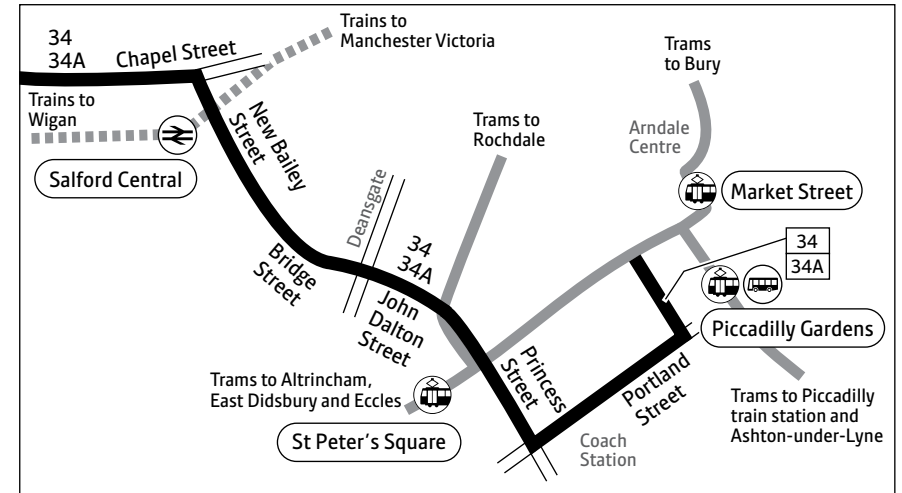 34
34A
Chapel Street
Trains to
Manchester Victoria
Trams
to Bury
Trains to
Wigan
New Bailey
Street
Trams to
Rochdale
Arndale
Centre
Salford Central
Market Street
Deansgate
34
34A
34
34A
Bridge
Street
John
Dalton
Street
Piccadilly Gardens
Princess
Street
Portland
Street
Trams to Altrincham,
East Didsbury and Eccles
Trams to Piccadilly
train station and
Ashton-under-Lyne
St Peter's Square
Coach
Station